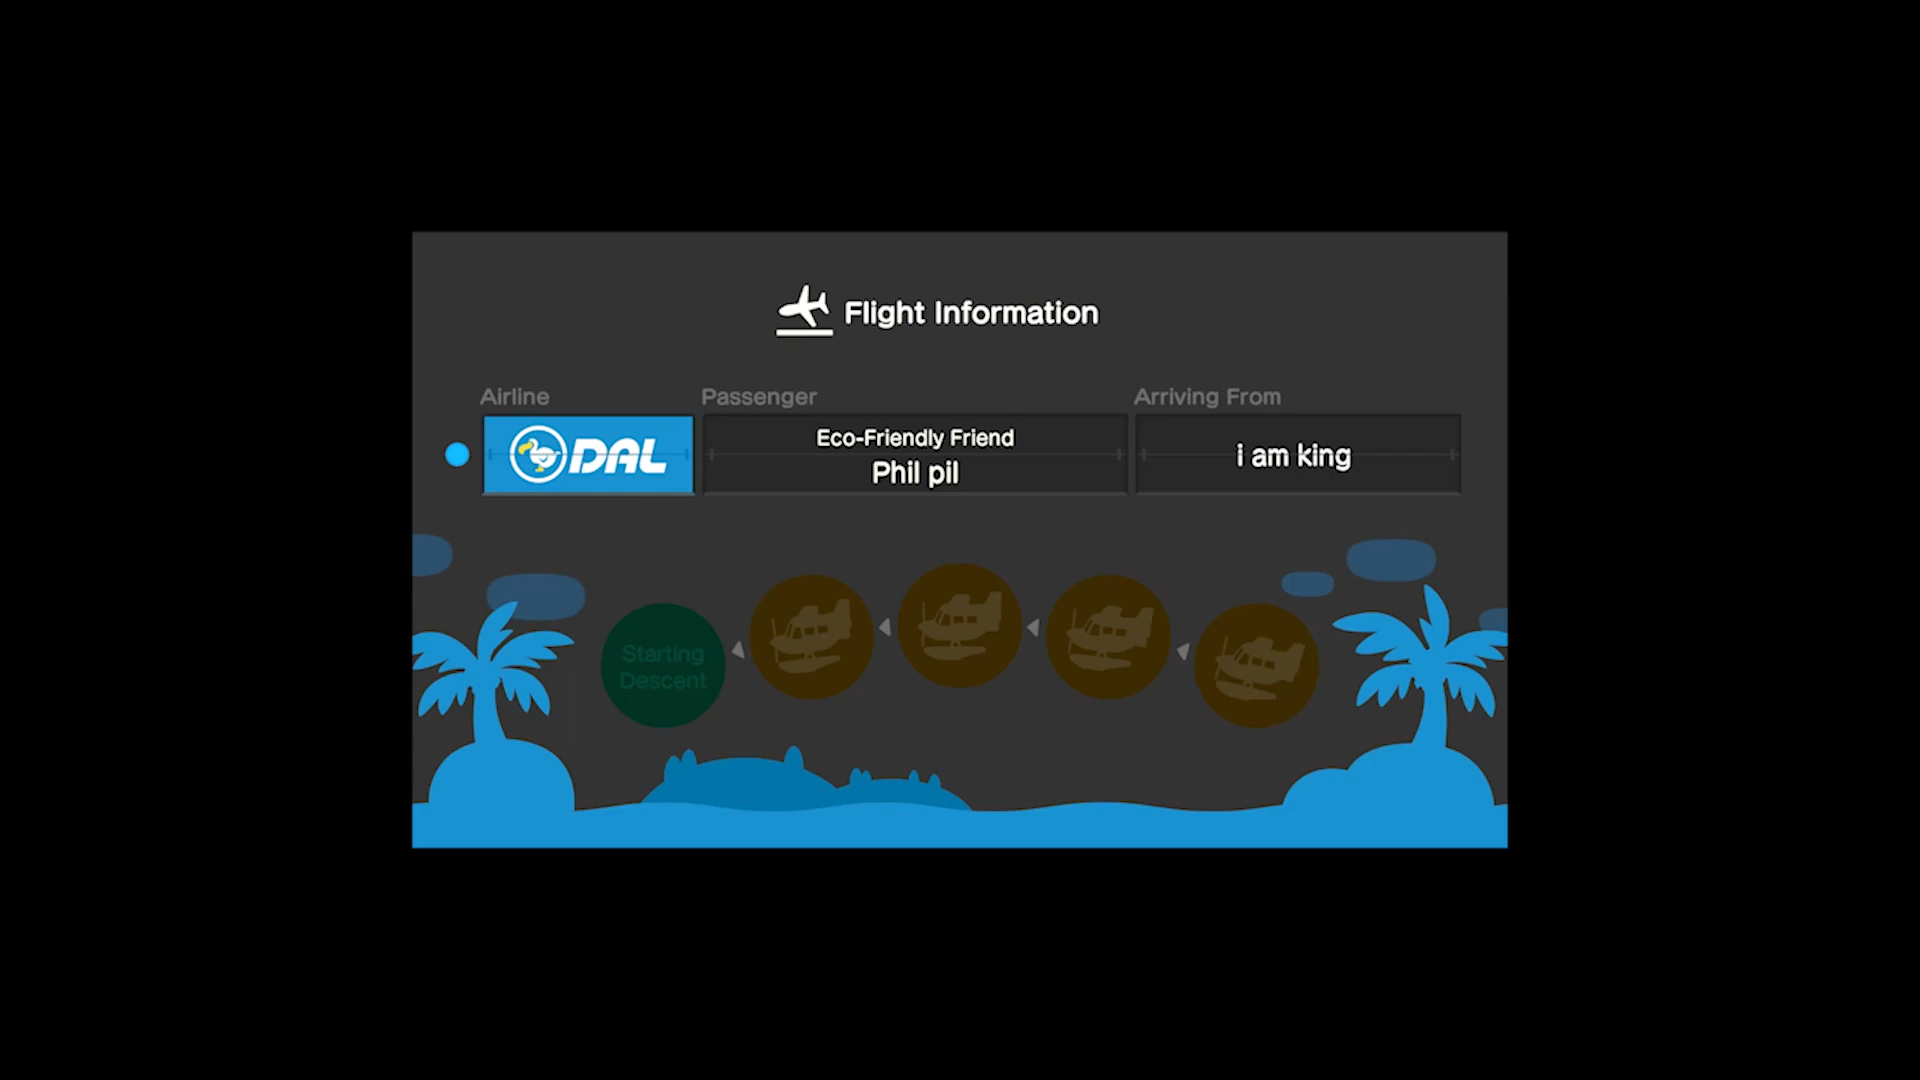 Flight Information
Airline
Passenger
Arriving From
DAL
Eco-Friendly Friend
Phil pil
i am king
Starting
Descent